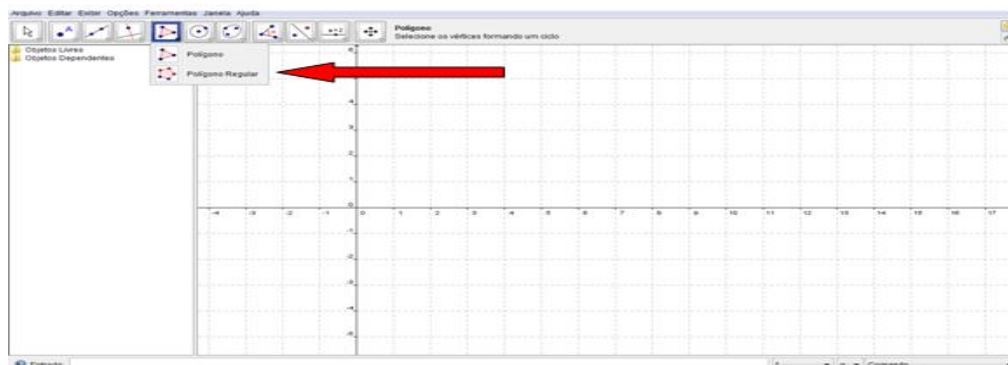 Arquivo Editar Exibir Opções Ferramentas Janela Ajuda
Polígono
Selecione os vértices formando um ciclo
Objetos Livres
Objetos Dependentes
Polígono
Polígono Regular
4
3
2
1
0
-4 -3 -2 -1 0 1 2 3 4 5 6 7 8 9 10 11 12 13 14 15 16 17
-1
-2
-3
-4
-5
Entrada:
Comando